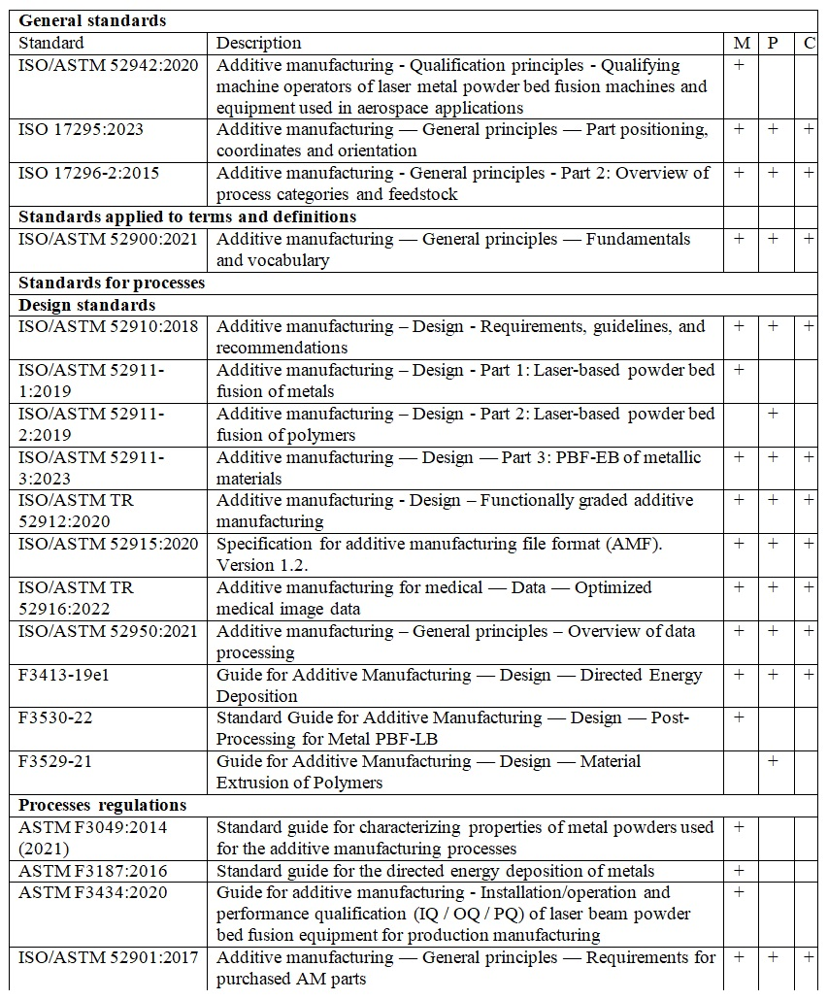 General standards
Standard Description M P C
ISO/ASTM 52942:2020 Additive manufacturing - Qualification principles - Qualifying +
machine operators of laser metal powder bed fusion machines and
equipment used in aerospace applications
ISO 17295:2023 Additive manufacturing — General principles — Part positioning, + + +
coordinates and orientation
ISO 17296-2:2015 Additive manufacturing - General principles - Part 2: Overview of + + +
process categories and feedstock
Standards applied to terms and definitions
ISO/ASTM 52900:2021 Additive manufacturing — General principles — Fundamentals + + +
and vocabulary
Standards for processes
Design standards
ISO/ASTM 52910:2018 Additive manufacturing – Design - Requirements, guidelines, and + + +
recommendations
ISO/ASTM 52911- Additive manufacturing – Design - Part 1: Laser-based powder bed +
1:2019 fusion of metals
ISO/ASTM 52911- Additive manufacturing – Design - Part 2: Laser-based powder bed +
2:2019 fusion of polymers
ISO/ASTM 52911- Additive manufacturing — Design — Part 3: PBF-EB of metallic + + +
3:2023 materials
ISO/ASTM TR Additive manufacturing - Design – Functionally graded additive + + +
52912:2020 manufacturing
ISO/ASTM 52915:2020 Specification for additive manufacturing file format (AMF). + + +
Version 1.2.
ISO/ASTM TR Additive manufacturing for medical — Data — Optimized + + +
52916:2022 medical image data
ISO/ASTM 52950:2021 Additive manufacturing – General principles – Overview of data + + +
processing
F3413-19e1 Guide for Additive Manufacturing — Design — Directed Energy + + +
Deposition
F3530-22 Standard Guide for Additive Manufacturing — Design — Post- +
Processing for Metal PBF-LB
F3529-21 Guide for Additive Manufacturing — Design — Material +
Extrusion of Polymers
Processes regulations
ASTM F3049:2014 Standard guide for characterizing properties of metal powders used +
(2021) for the additive manufacturing processes
ASTM F3187:2016 Standard guide for the directed energy deposition of metals +
ASTM F3434:2020 Guide for additive manufacturing - Installation/operation and +
performance qualification (IQ / OQ / PQ) of laser beam powder
bed fusion equipment for production manufacturing
ISO/ASTM 52901:2017 Additive manufacturing — General principles — Requirements for + + +
purchased AM parts